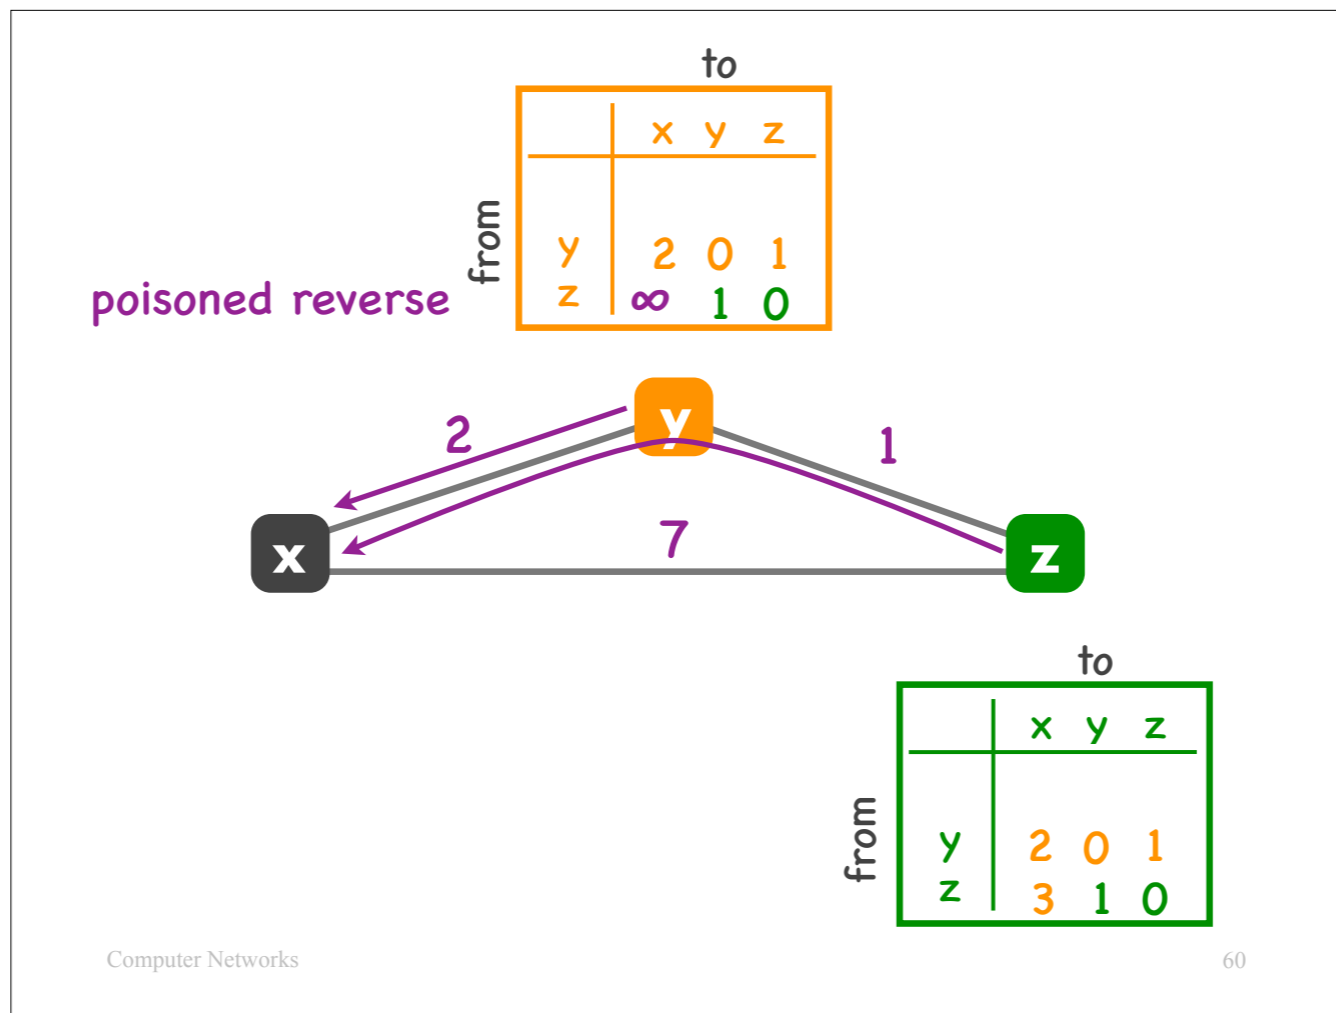 to
x y z
from
y 2 0 1
poisoned reverse
z ∞ 1 0
y
2
1
7
x
z
to
x y z
from
y 2 0 1
z 3 1 0
Computer Networks
60